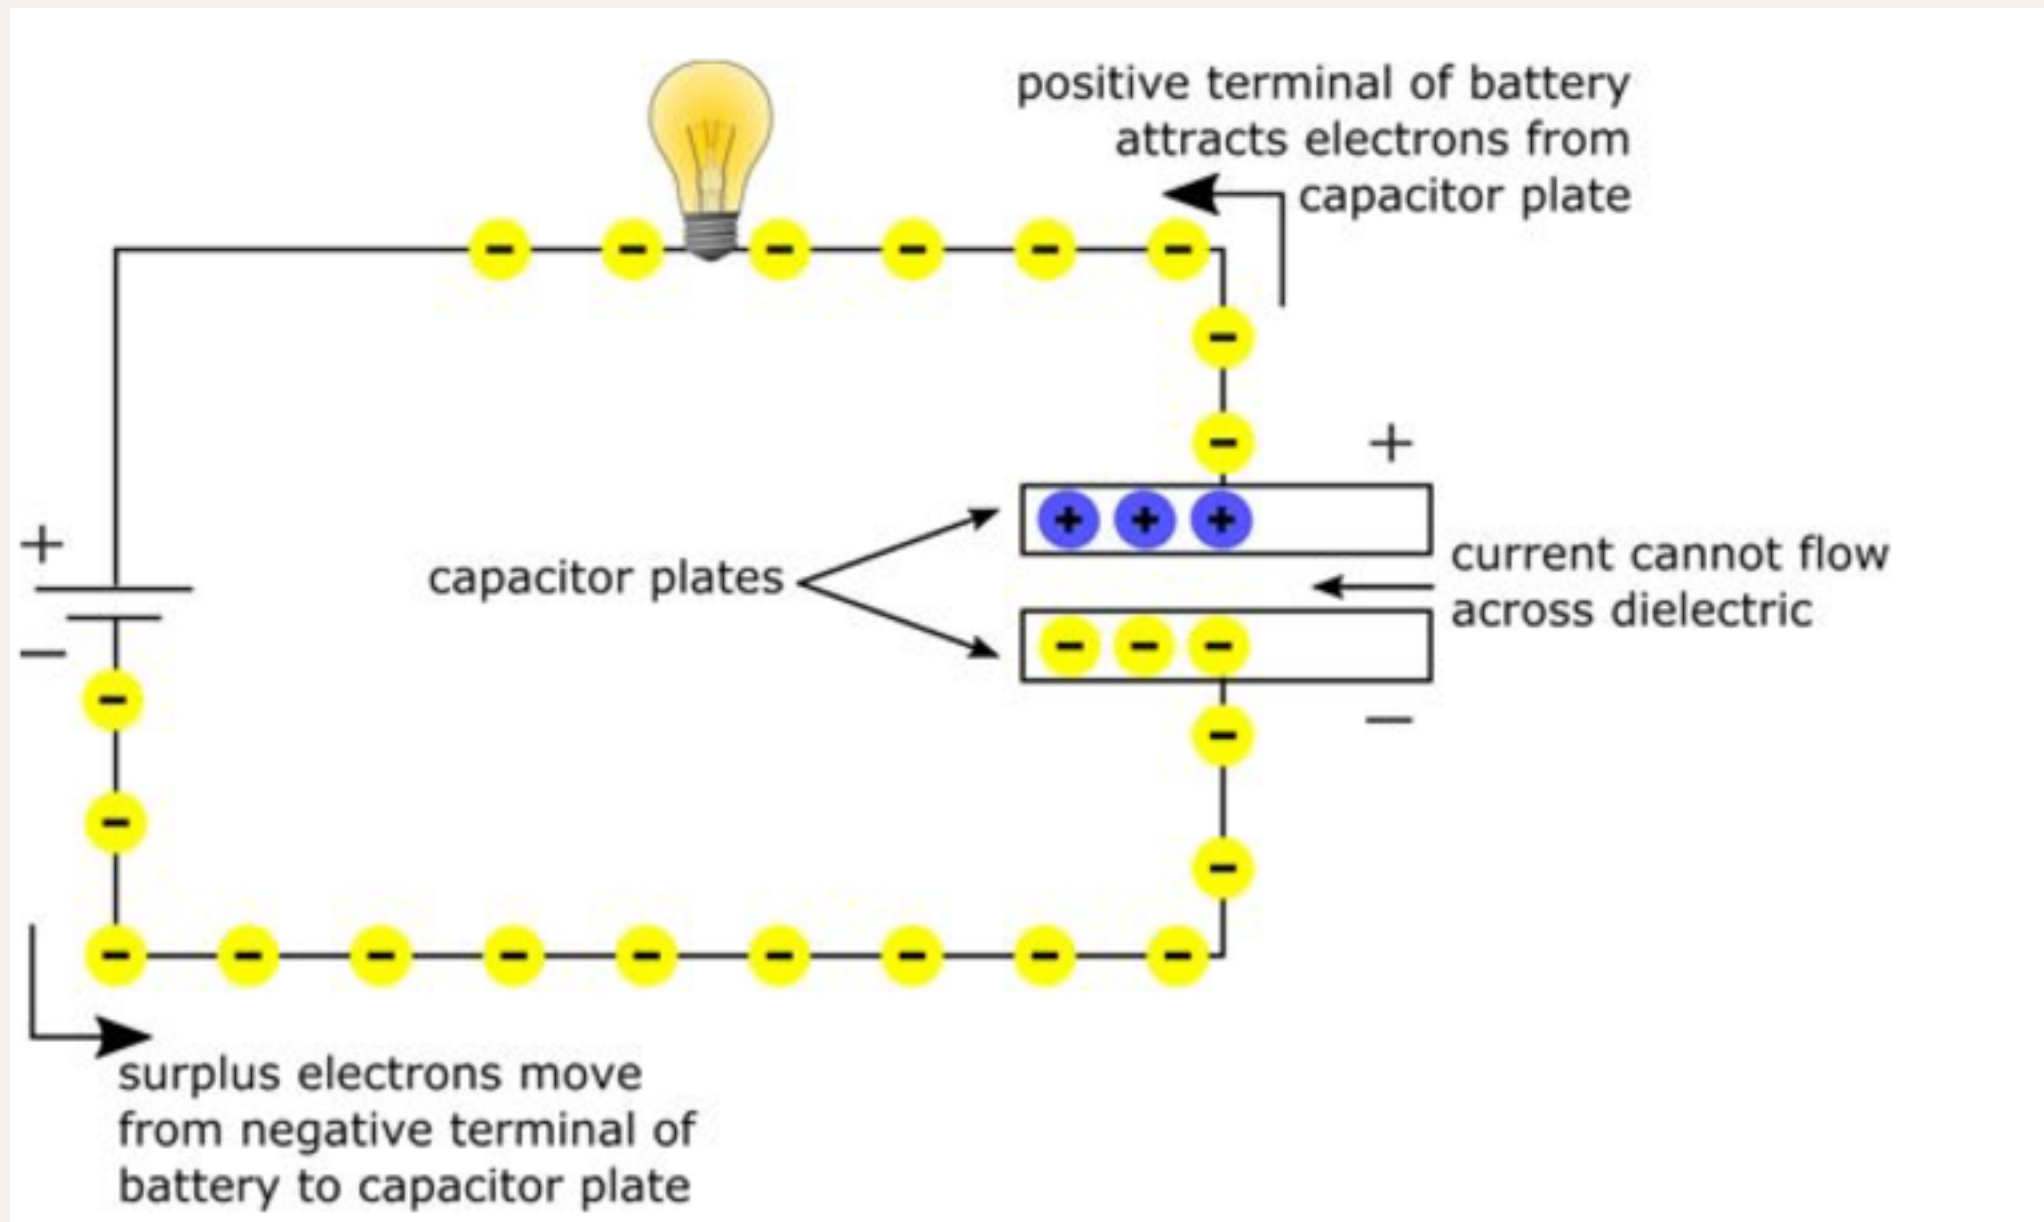 positive terminal of battery
attracts electrons from
capacitor plate
+
+
capacitor plates
current cannot flow
across dielectric
−
−
surplus electrons move
from negative terminal of
battery to capacitor plate